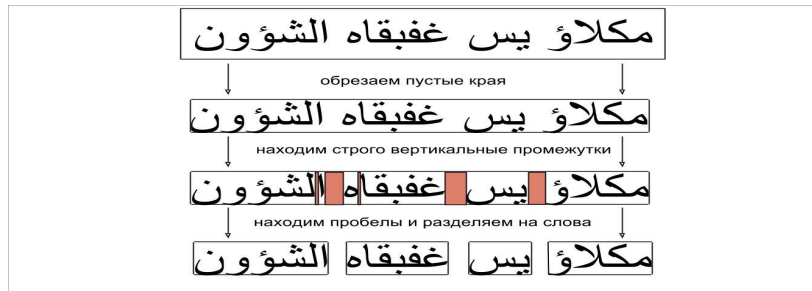 مكلاؤ يس غفبقاه الشؤون
обрезаем пустые края
مكلاؤ يس غفبقاه الشؤون
находим строго вертикальные промежутки
مكلاؤ يس غفبقاه الشؤون
находим пробелы и разделяем на слова
مكلاؤ يس غفبقاه الشؤون